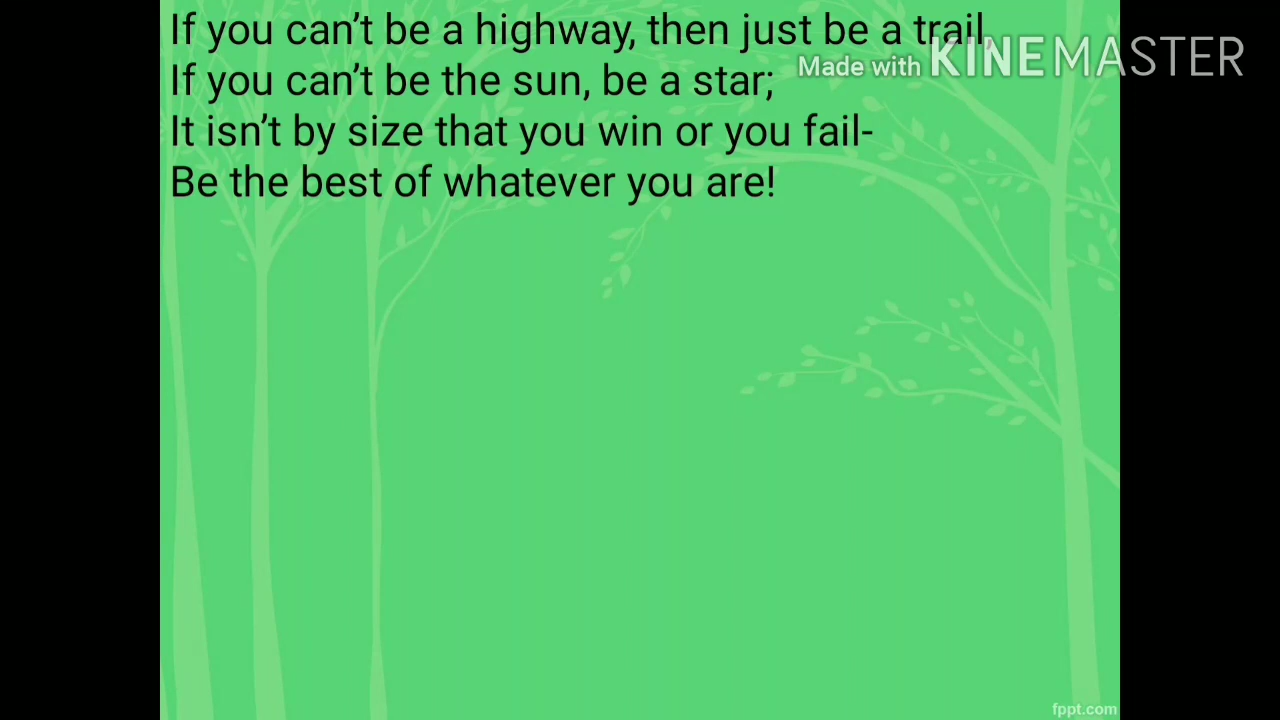 If you can’t be a highway, then just be a trail,
Made with KINEMASTER
If you can’t be the sun, be a star;
It isn’t by size that you win or you fail-
Be the best of whatever you are!
fppt.com